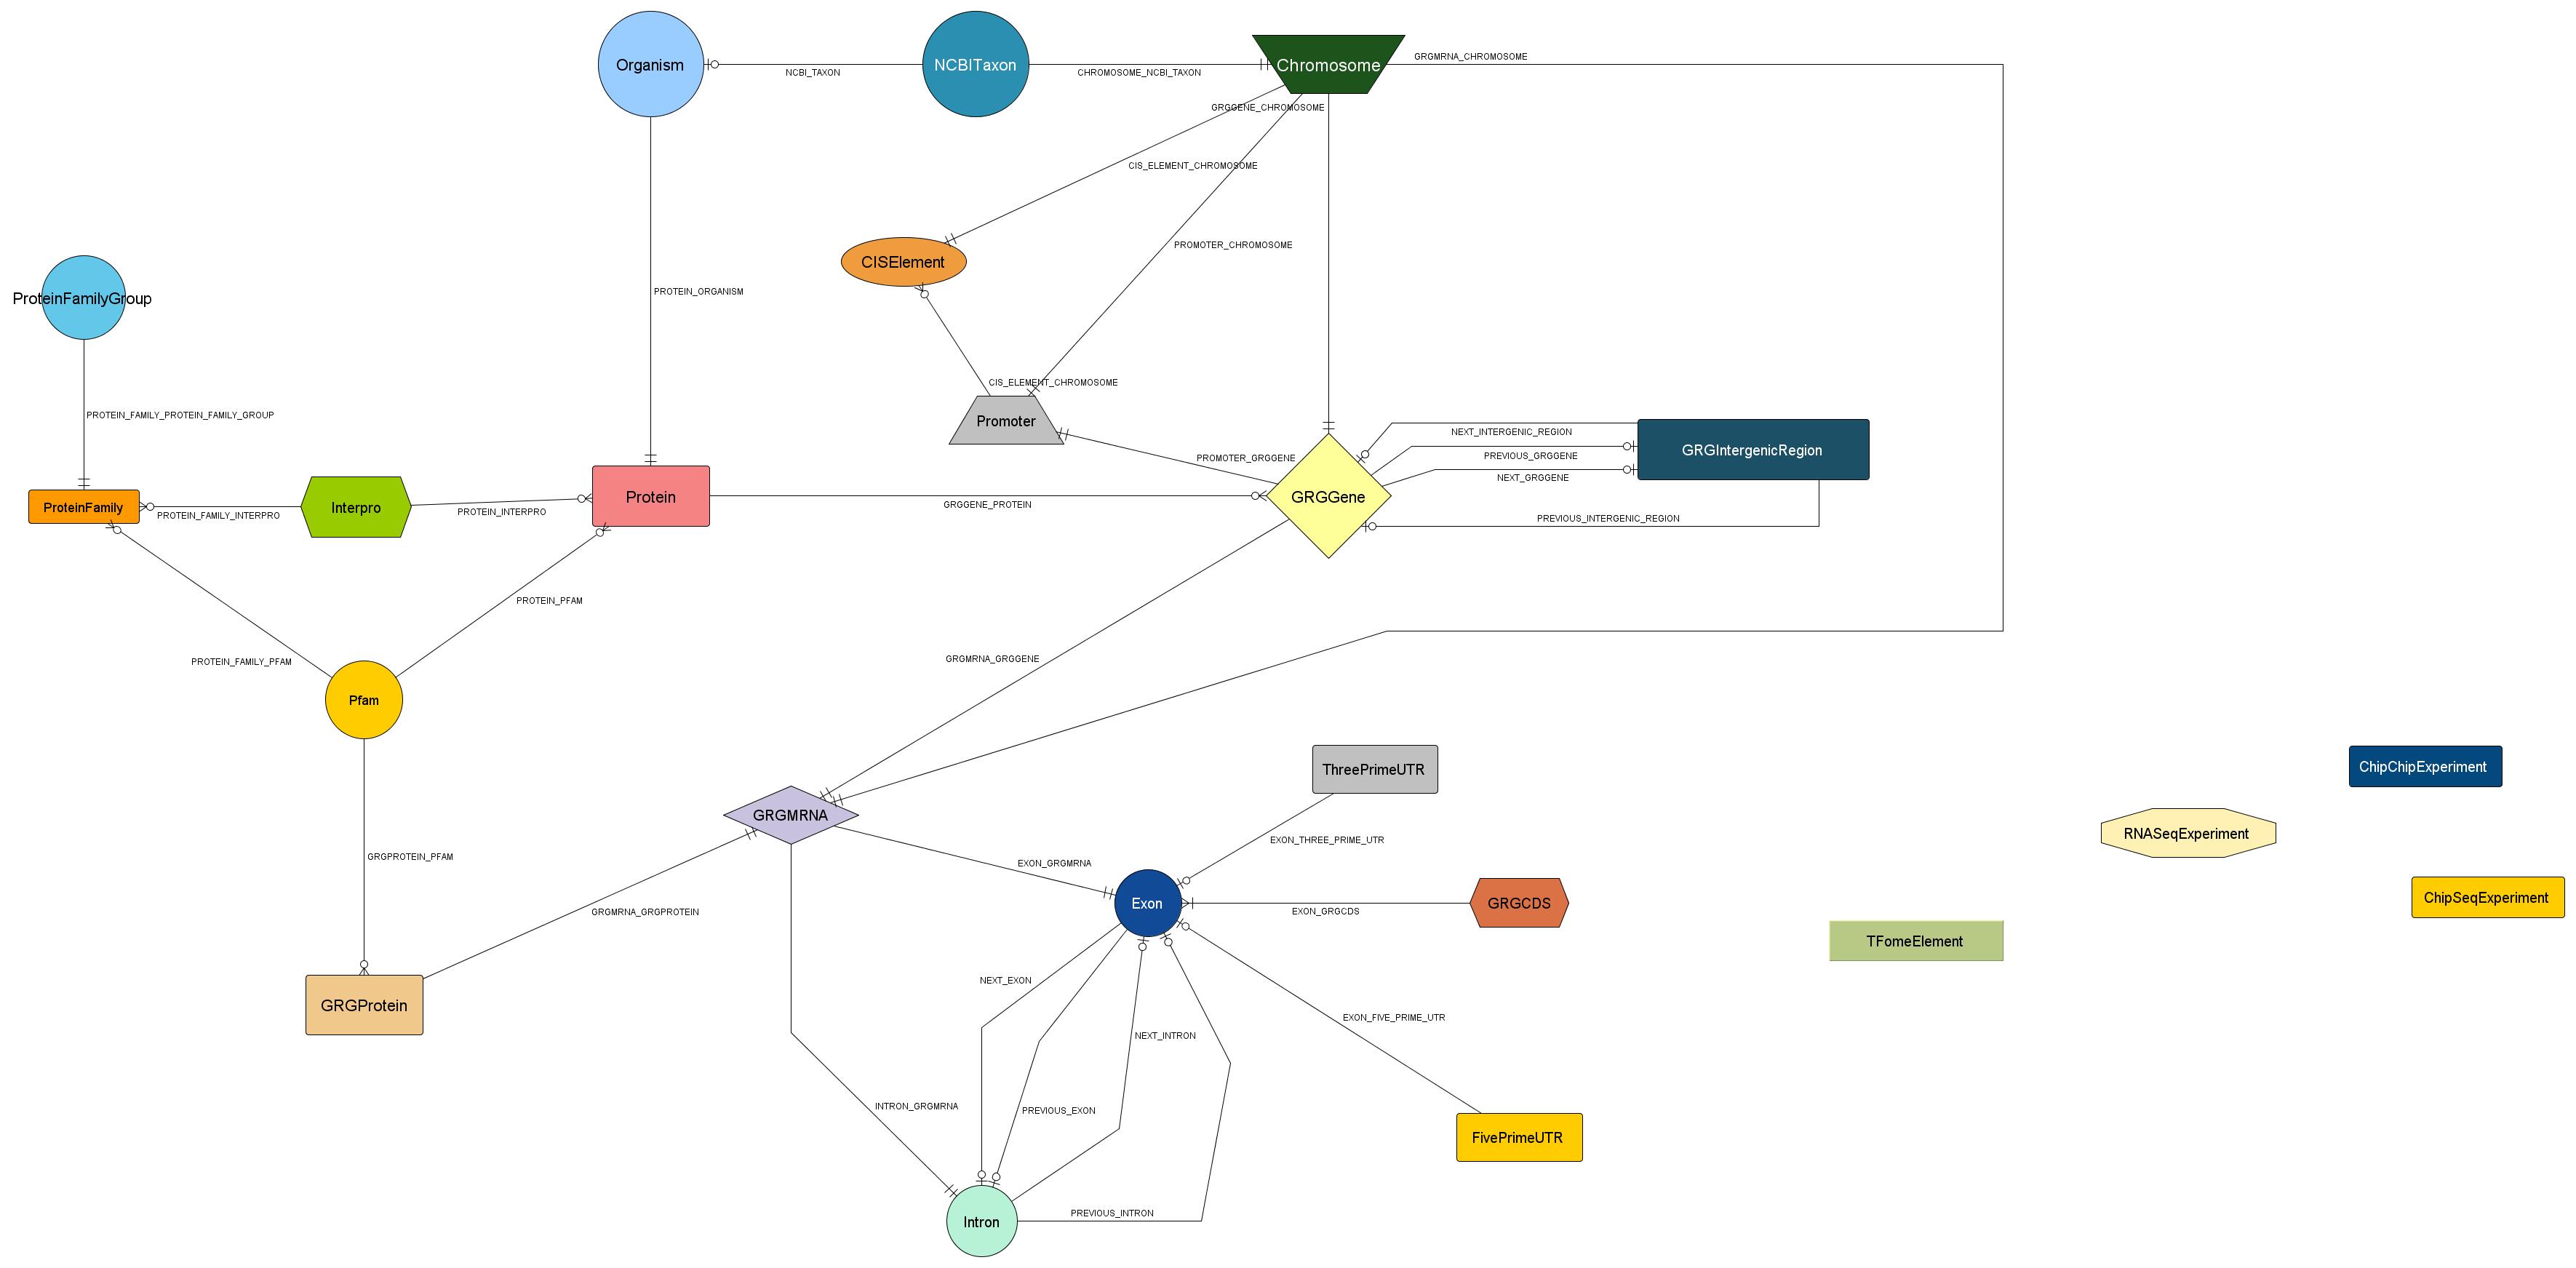 Organism
NCBI_TAXON
NCBITaxon
CHROMOSOME_NCBI_TAXON
Chromosome
GRGMRNA_CHROMOSOME
GRGGENE_CHROMOSOME
CIS_ELEMENT_CHROMOSOME
PROMOTER_CHROMOSOME
CISElement
PROTEIN_ORGANISM
ProteinFamilyGroup
CIS_ELEMENT_CHROMOSOME
PROTEIN_FAMILY_PROTEIN_FAMILY_GROUP
Promoter
NEXT_INTERGENIC_REGION
GRGIntergenicRegion
PROMOTER_GRGGENE
PREVIOUS_GRGGENE
NEXT_GRGGENE
ProteinFamily
PROTEIN_FAMILY_INTERPRO
Interpro
PROTEIN_INTERPRO
Protein
GRGGENE_PROTEIN
GRGGene
PREVIOUS_INTERGENIC_REGION
PROTEIN_PFAM
PROTEIN_FAMILY_PFAM
GRGMRNA_GRGGENE
Pfam
ThreePrimeUTR
ChipChipExperiment
GRGMRNA
RNASeqExperiment
EXON_THREE_PRIME_UTR
GRGPROTEIN_PFAM
EXON_GRGMRNA
ChipSeqExperiment
Exon
GRGCDS
EXON_GRGCDS
GRGMRNA_GRGPROTEIN
TFomeElement
NEXT_EXON
GRGProtein
EXON_FIVE_PRIME_UTR
NEXT_INTRON
INTRON_GRGMRNA
PREVIOUS_EXON
FivePrimeUTR
PREVIOUS_INTRON
Intron